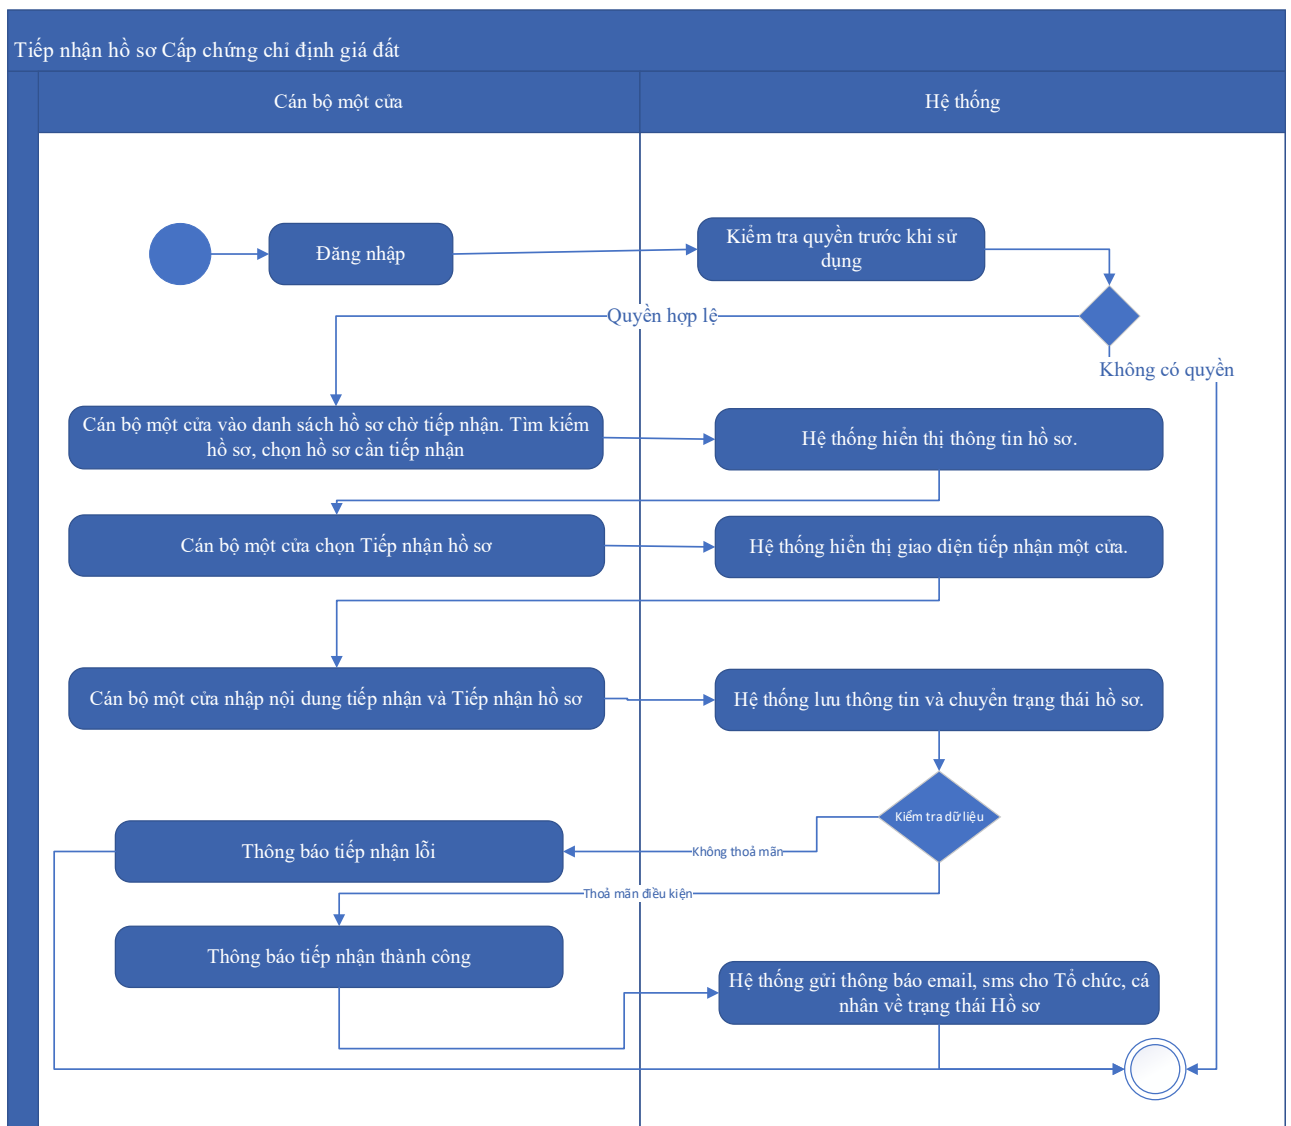 Tiếp nhận hồ sơ Cấp chứng chỉ định giá đất
Cán bộ một cửa
Hệ thống
Đăng nhập
Kiểm tra quyền trước khi sử
dụng
Quyền hợp lệ
Không có quyền
Cán bộ một cửa vào danh sách hồ sơ chờ tiếp nhận. Tìm kiếm
hồ sơ, chọn hồ sơ cần tiếp nhận
Hệ thống hiển thị thông tin hồ sơ.
Cán bộ một cửa chọn Tiếp nhận hồ sơ
Hệ thống hiển thị giao diện tiếp nhận một cửa.
Cán bộ một cửa nhập nội dung tiếp nhận và Tiếp nhận hồ sơ
Hệ thống lưu thông tin và chuyển trạng thái hồ sơ.
Kiểm tra dữ liệu
Thông báo tiếp nhận lỗi
Không thoả mãn
Thoả mãn điều kiện
Thông báo tiếp nhận thành công
Hệ thống gửi thông báo email, sms cho Tổ chức, cá
nhân về trạng thái Hồ sơ